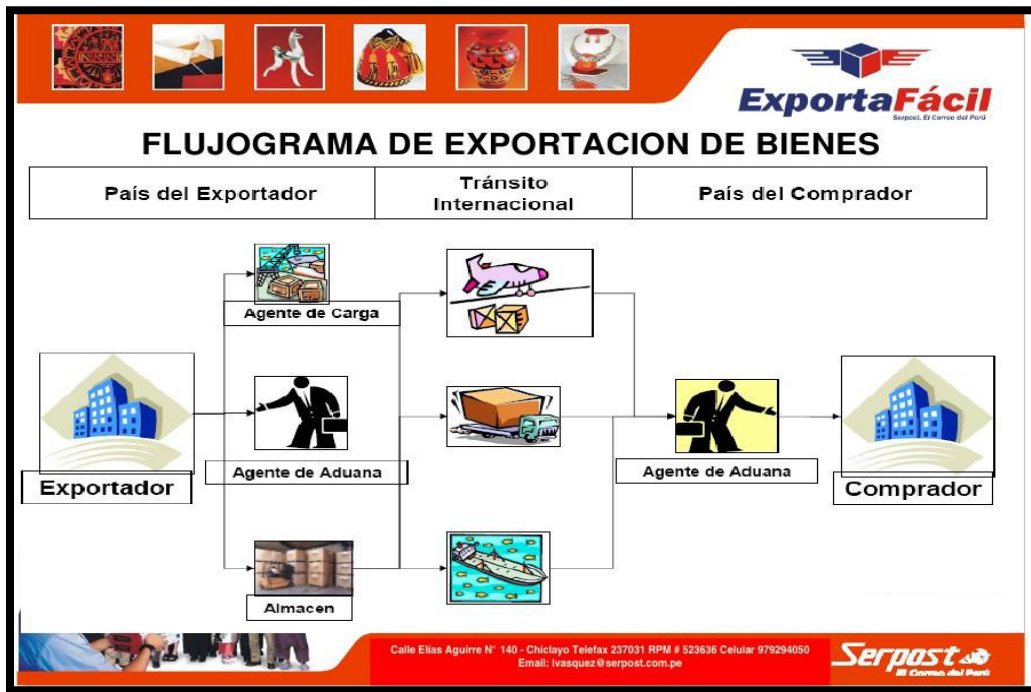 ExportaFácil
Serpost, El Correo del Perú
FLUJOGRAMA DE EXPORTACION DE BIENES
País del Exportador
Tránsito
Internacional
País del Comprador
Agente de Carga
Exportador
Agente de Aduana
Almacen
Agente de Aduana
Comprador
Calle Elías Aguirre N° 140 - Chiclayo Telefax 237031 RPM # 523636 Celular 979294050
Email: lvasquez@serpost.com.pe
Serpost
El Correo del Perú